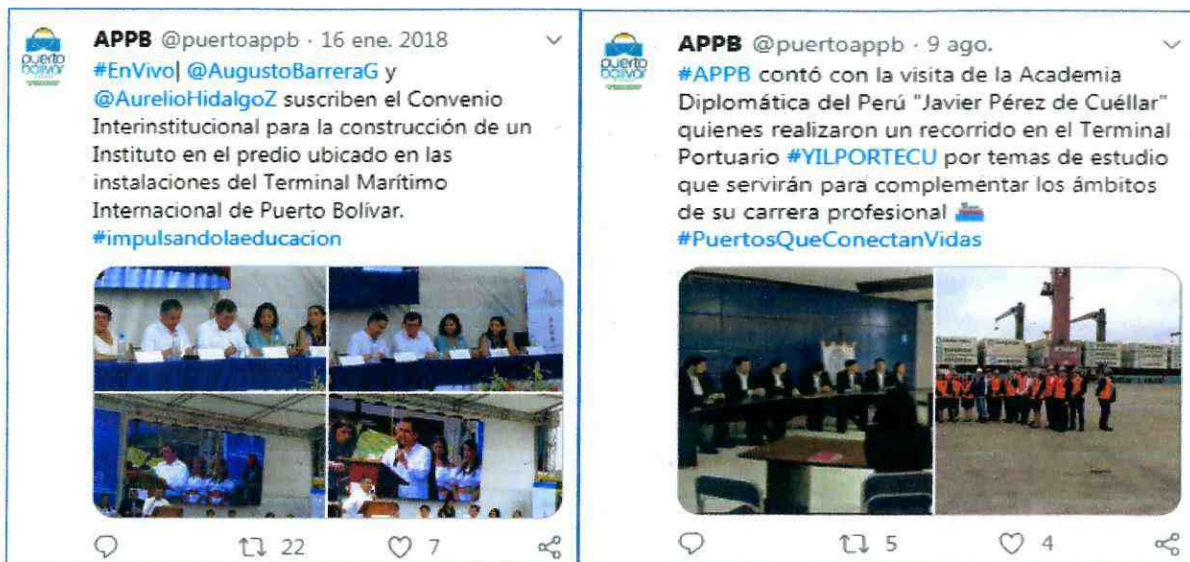 puerto
bolívar
APPB @puertoappb · 16 ene. 2018
#EnVivo| @AugustoBarreraG y
@AurelioHidalgoZ suscriben el Convenio
Interinstitucional para la construcción de un
Instituto en el predio ubicado en las
instalaciones del Terminal Marítimo
Internacional de Puerto Bolívar.
#impulsandolaeducacion
22
7
puerto
bolívar
APPB @puertoappb · 9 ago.
#APPB contó con la visita de la Academia
Diplomática del Perú "Javier Pérez de Cuéllar"
quienes realizaron un recorrido en el Terminal
Portuario #YILPORTECU por temas de estudio
que servirán para complementar los ámbitos
de su carrera profesional
#PuertosQueConectanVidas
5
4